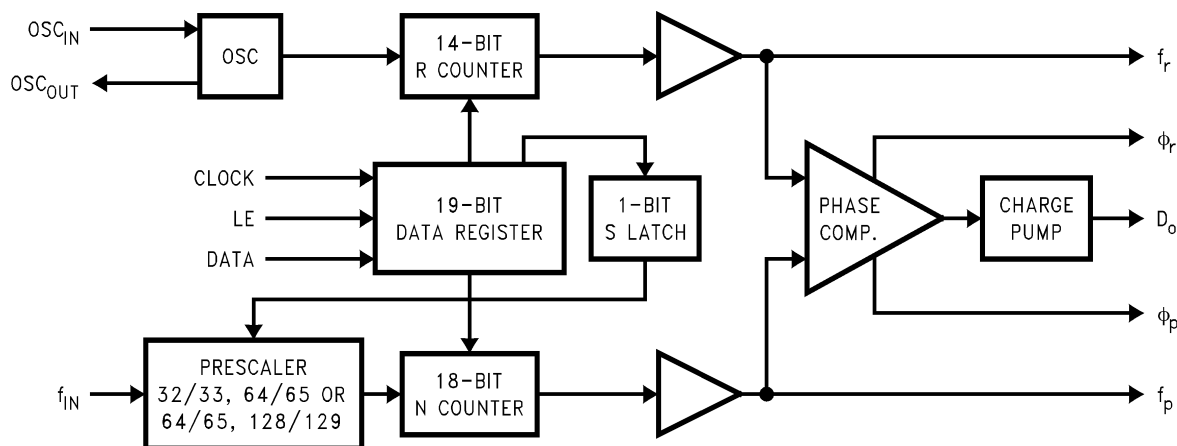 OSC_IN
OSC_OUT
OSC
14-BIT
R COUNTER
f_r
ϕ_r
CLOCK
LE
DATA
19-BIT
DATA REGISTER
1-BIT
S LATCH
PHASE
COMP.
CHARGE
PUMP
D_o
ϕ_p
f_IN
PRESCALER
32/33, 64/65 OR
64/65, 128/129
18-BIT
N COUNTER
f_p